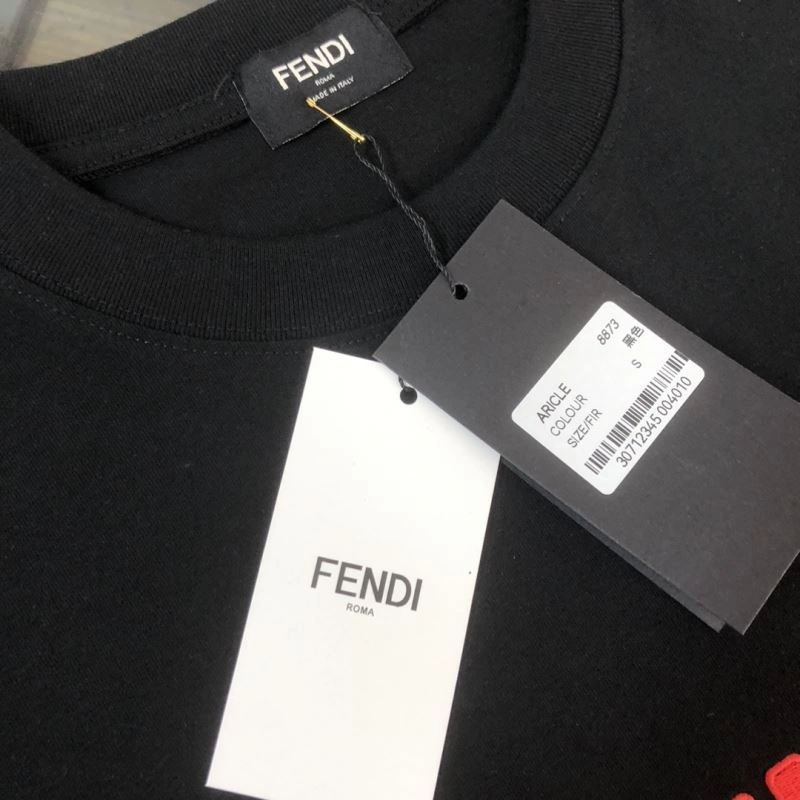 FENDI
ROMA
MADE IN ITALY
ARICLE 8873
COLOUR 黑色
SIZE/FIR S
30712345 004010
FENDI
ROMA